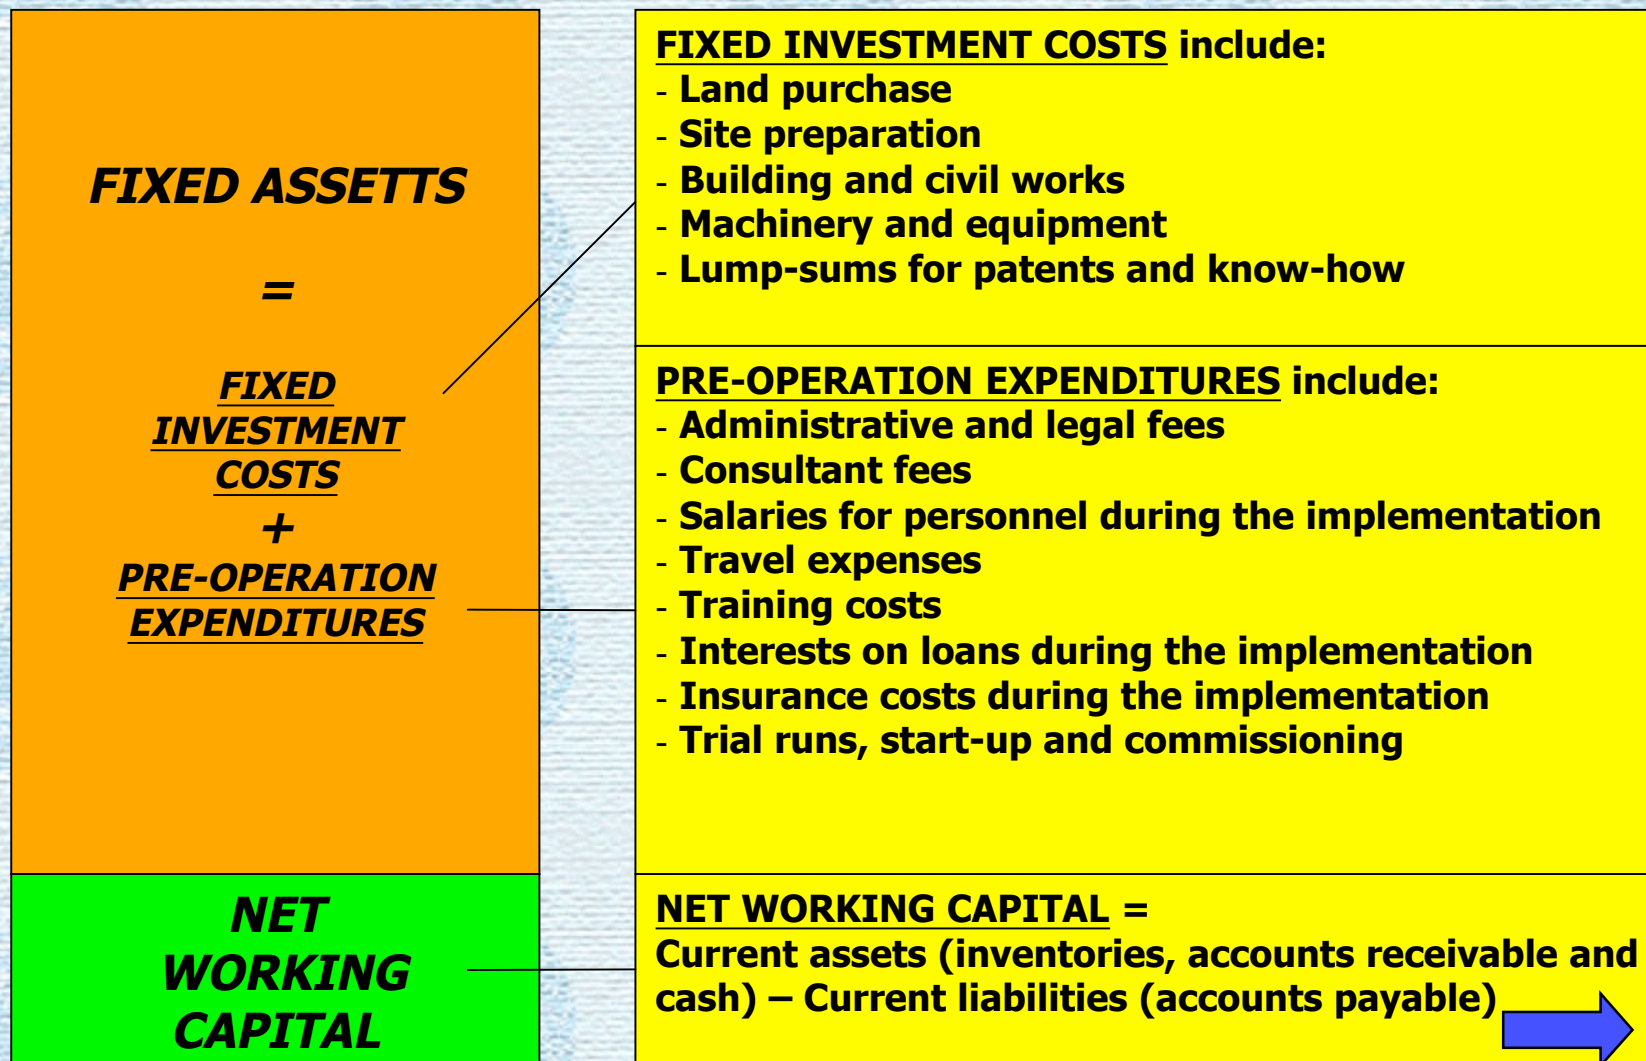 FIXED ASSETTS
=
FIXED
INVESTMENT
COSTS
+
PRE-OPERATION
EXPENDITURES
NET
WORKING
CAPITAL
FIXED INVESTMENT COSTS include:
- Land purchase
- Site preparation
- Building and civil works
- Machinery and equipment
- Lump-sums for patents and know-how
PRE-OPERATION EXPENDITURES include:
- Administrative and legal fees
- Consultant fees
- Salaries for personnel during the implementation
- Travel expenses
- Training costs
- Interests on loans during the implementation
- Insurance costs during the implementation
- Trial runs, start-up and commissioning
NET WORKING CAPITAL =
Current assets (inventories, accounts receivable and
cash) – Current liabilities (accounts payable)